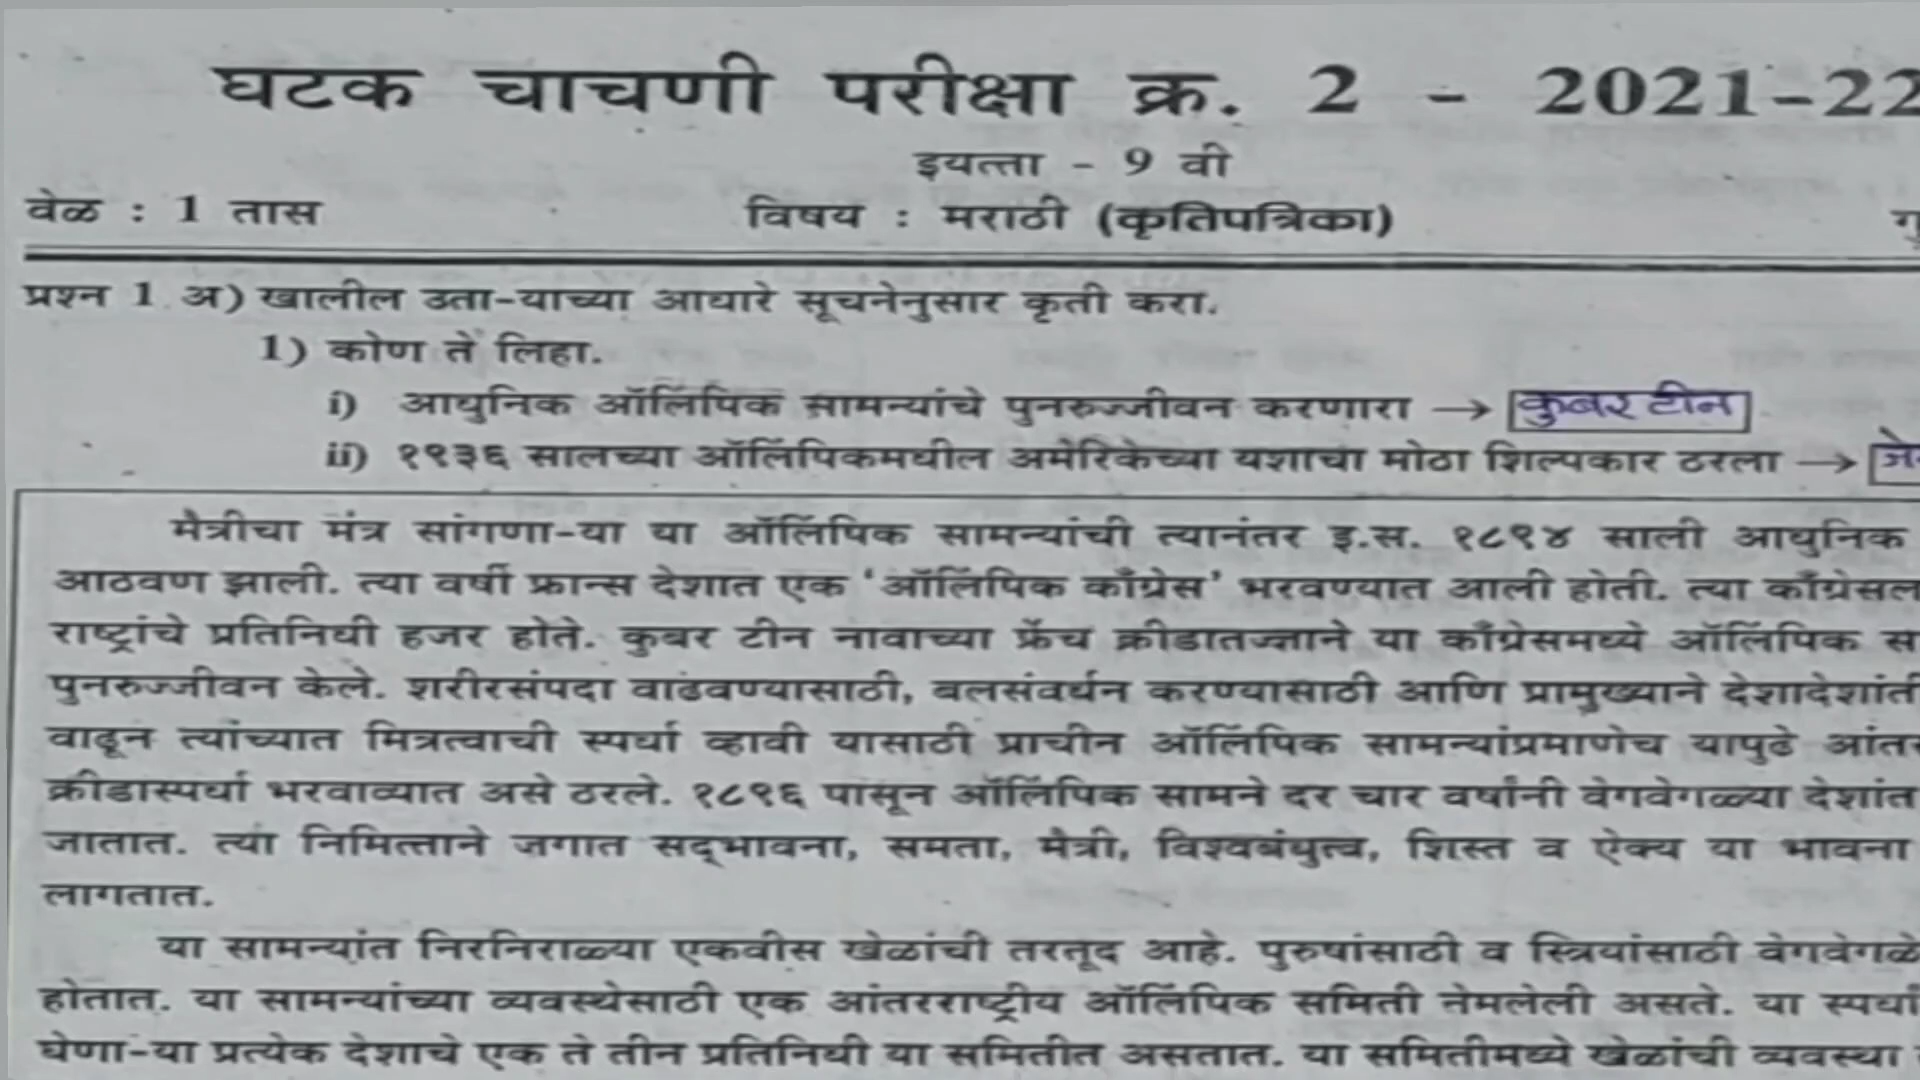 घटक चाचणी परीक्षा क्र. 2 - 2021-22
इयत्ता - 9 वी
वेळ : 1 तास विषय : मराठी (कृतिपत्रिका)
प्रश्न 1 अ) खालील उता-याच्या आधारे सूचनेनुसार कृती करा.
1) कोण ते लिहा.
i) आधुनिक ऑलिंपिक सामन्यांचे पुनरुज्जीवन करणारा → कुबर टीन
ii) १९३६ सालच्या ऑलिंपिकमधील अमेरिकेच्या यशाचा मोठा शिल्पकार ठरला →
मैत्रीचा मंत्र सांगणा-या या ऑलिंपिक सामन्यांची त्यानंतर इ.स. १८९४ साली आधुनिक
आठवण झाली. त्या वर्षी फ्रान्स देशात एक 'ऑलिंपिक काँग्रेस' भरवण्यात आली होती. त्या
राष्ट्रांचे प्रतिनिधी हजर होते. कुबर टीन नावाच्या फ्रेंच क्रीडातज्ज्ञाने या काँग्रेसमध्ये ऑलिंपिक
पुनरुज्जीवन केले. शरीरसंपदा वाढवण्यासाठी, बलसंवर्धन करण्यासाठी आणि प्रामुख्याने
वाढून त्यांच्यात मित्रत्वाची स्पर्धा व्हावी यासाठी प्राचीन ऑलिंपिक सामन्यांप्रमाणेच यापुढे
क्रीडास्पर्धा भरवाव्यात असे ठरले. १८९६ पासून ऑलिंपिक सामने दर चार वर्षांनी वेगवेगळ्या देशांत
जातात. त्या निमित्ताने जगात सद्भावना, समता, मैत्री, विश्वबंधुत्व, शिस्त व ऐक्य या भावना
लागतात.
या सामन्यांत निरनिराळ्या एकवीस खेळांची तरतूद आहे. पुरुषांसाठी व स्त्रियांसाठी वेगवेगळे
होतात. या सामन्यांच्या व्यवस्थेसाठी एक आंतरराष्ट्रीय ऑलिंपिक समिती नेमलेली असते. या
घेणा-या प्रत्येक देशाचे एक ते तीन प्रतिनिधी या समितीत असतात. या समितीमध्ये खेळांची व्यवस्था